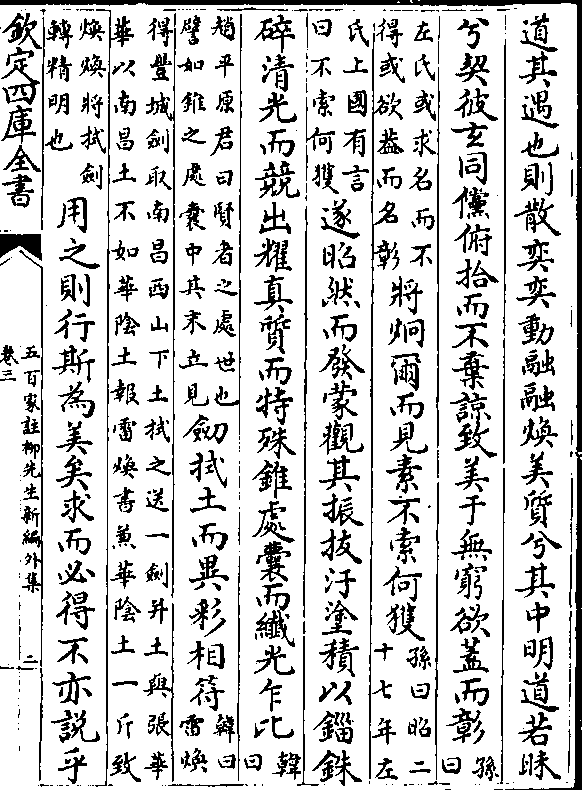 道其遇也則散奕奕動融融煥美質兮其中明道若昧
兮契彼玄同儻俯拾而不棄諒致美于無窮欲蓋而彰孫曰
左氏或求名而不
得或欲蓋而名彰將炯爾而見素不索何獲孫曰昭二
十七年左
氏上國有言
曰不索何獲遂昭然而發蒙觀其振拔汙塗積以錙銖
碎清光而競出耀真質而特殊錐處囊而纖光乍比韓曰
趙平原君曰賢者之處世也
譬如錐之處囊中其末立見劒拭土而異彩相符韓曰
雷煥
得豐城劍取南昌西山下土拭之送一劍并土與張華
華以南昌土不如華隂土報雷煥書兼華隂土一斤致
煥煥將拭劍
轉精明也用之則行斯為美矣求而必得不亦説乎
欽定四庫全書
五百家註柳先生新編外集
卷三
二